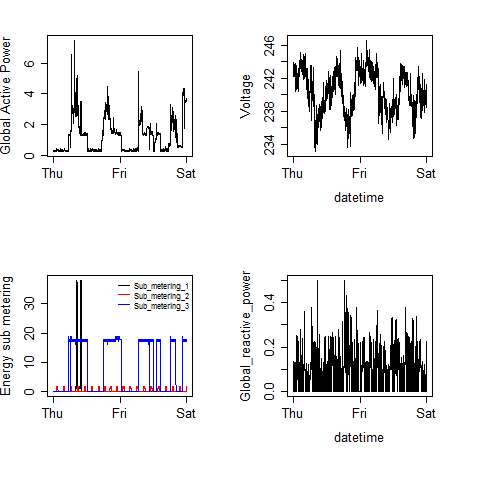 Global Active Power
0 2 4 6
Thu Fri Sat
Voltage
234 238 242 246
Thu Fri Sat
datetime
Energy sub metering
0 10 20 30
Sub_metering_1
Sub_metering_2
Sub_metering_3
Thu Fri Sat
Global_reactive_power
0.0 0.2 0.4
Thu Fri Sat
datetime